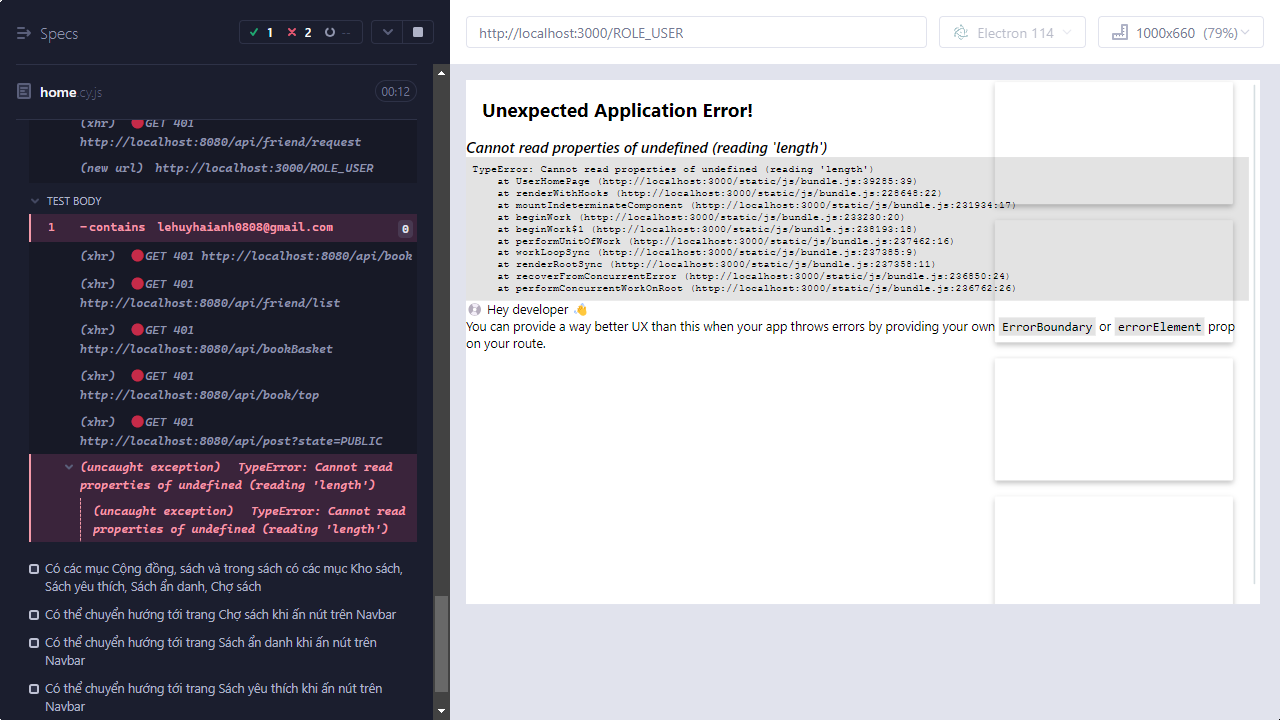 Specs
1 2 --
home.cy.js
00:12
(xhr) GET 401
http://localhost:8080/api/friend/request
(new url) http://localhost:3000/ROLE_USER
TEST BODY
1 -contains lehuyhaianh0808@gmail.com 0
(xhr) GET 401 http://localhost:8080/api/book
(xhr) GET 401
http://localhost:8080/api/friend/list
(xhr) GET 401
http://localhost:8080/api/bookBasket
(xhr) GET 401
http://localhost:8080/api/book/top
(xhr) GET 401
http://localhost:8080/api/post?state=PUBLIC
(uncaught exception) TypeError: Cannot read
properties of undefined (reading 'length')
(uncaught exception) TypeError: Cannot read
properties of undefined (reading 'length')
Có các mục Cộng đồng, sách và trong sách có các mục Kho sách,
Sách yêu thích, Sách ẩn danh, Chợ sách
Có thể chuyển hướng tới trang Chợ sách khi ấn nút trên Navbar
Có thể chuyển hướng tới trang Sách ẩn danh khi ấn nút trên
Navbar
Có thể chuyển hướng tới trang Sách yêu thích khi ấn nút trên
Navbar
http://localhost:3000/ROLE_USER
Electron 114
1000x660 (79%)
Unexpected Application Error!
Cannot read properties of undefined (reading 'length')
TypeError: Cannot read properties of undefined (reading 'length')
at UserHomePage (http://localhost:3000/static/js/bundle.js:39285:39)
at renderWithHooks (http://localhost:3000/static/js/bundle.js:228648:22)
at mountIndeterminateComponent (http://localhost:3000/static/js/bundle.js:231934:17)
at beginWork (http://localhost:3000/static/js/bundle.js:233230:20)
at beginWork$1 (http://localhost:3000/static/js/bundle.js:238193:18)
at performUnitOfWork (http://localhost:3000/static/js/bundle.js:237462:16)
at workLoopSync (http://localhost:3000/static/js/bundle.js:237385:9)
at renderRootSync (http://localhost:3000/static/js/bundle.js:237358:11)
at recoverFromConcurrentError (http://localhost:3000/static/js/bundle.js:236850:24)
at performConcurrentWorkOnRoot (http://localhost:3000/static/js/bundle.js:236762:26)
Hey developer 👋
You can provide a way better UX than this when your app throws errors by providing your own ErrorBoundary or errorElement prop
on your route.